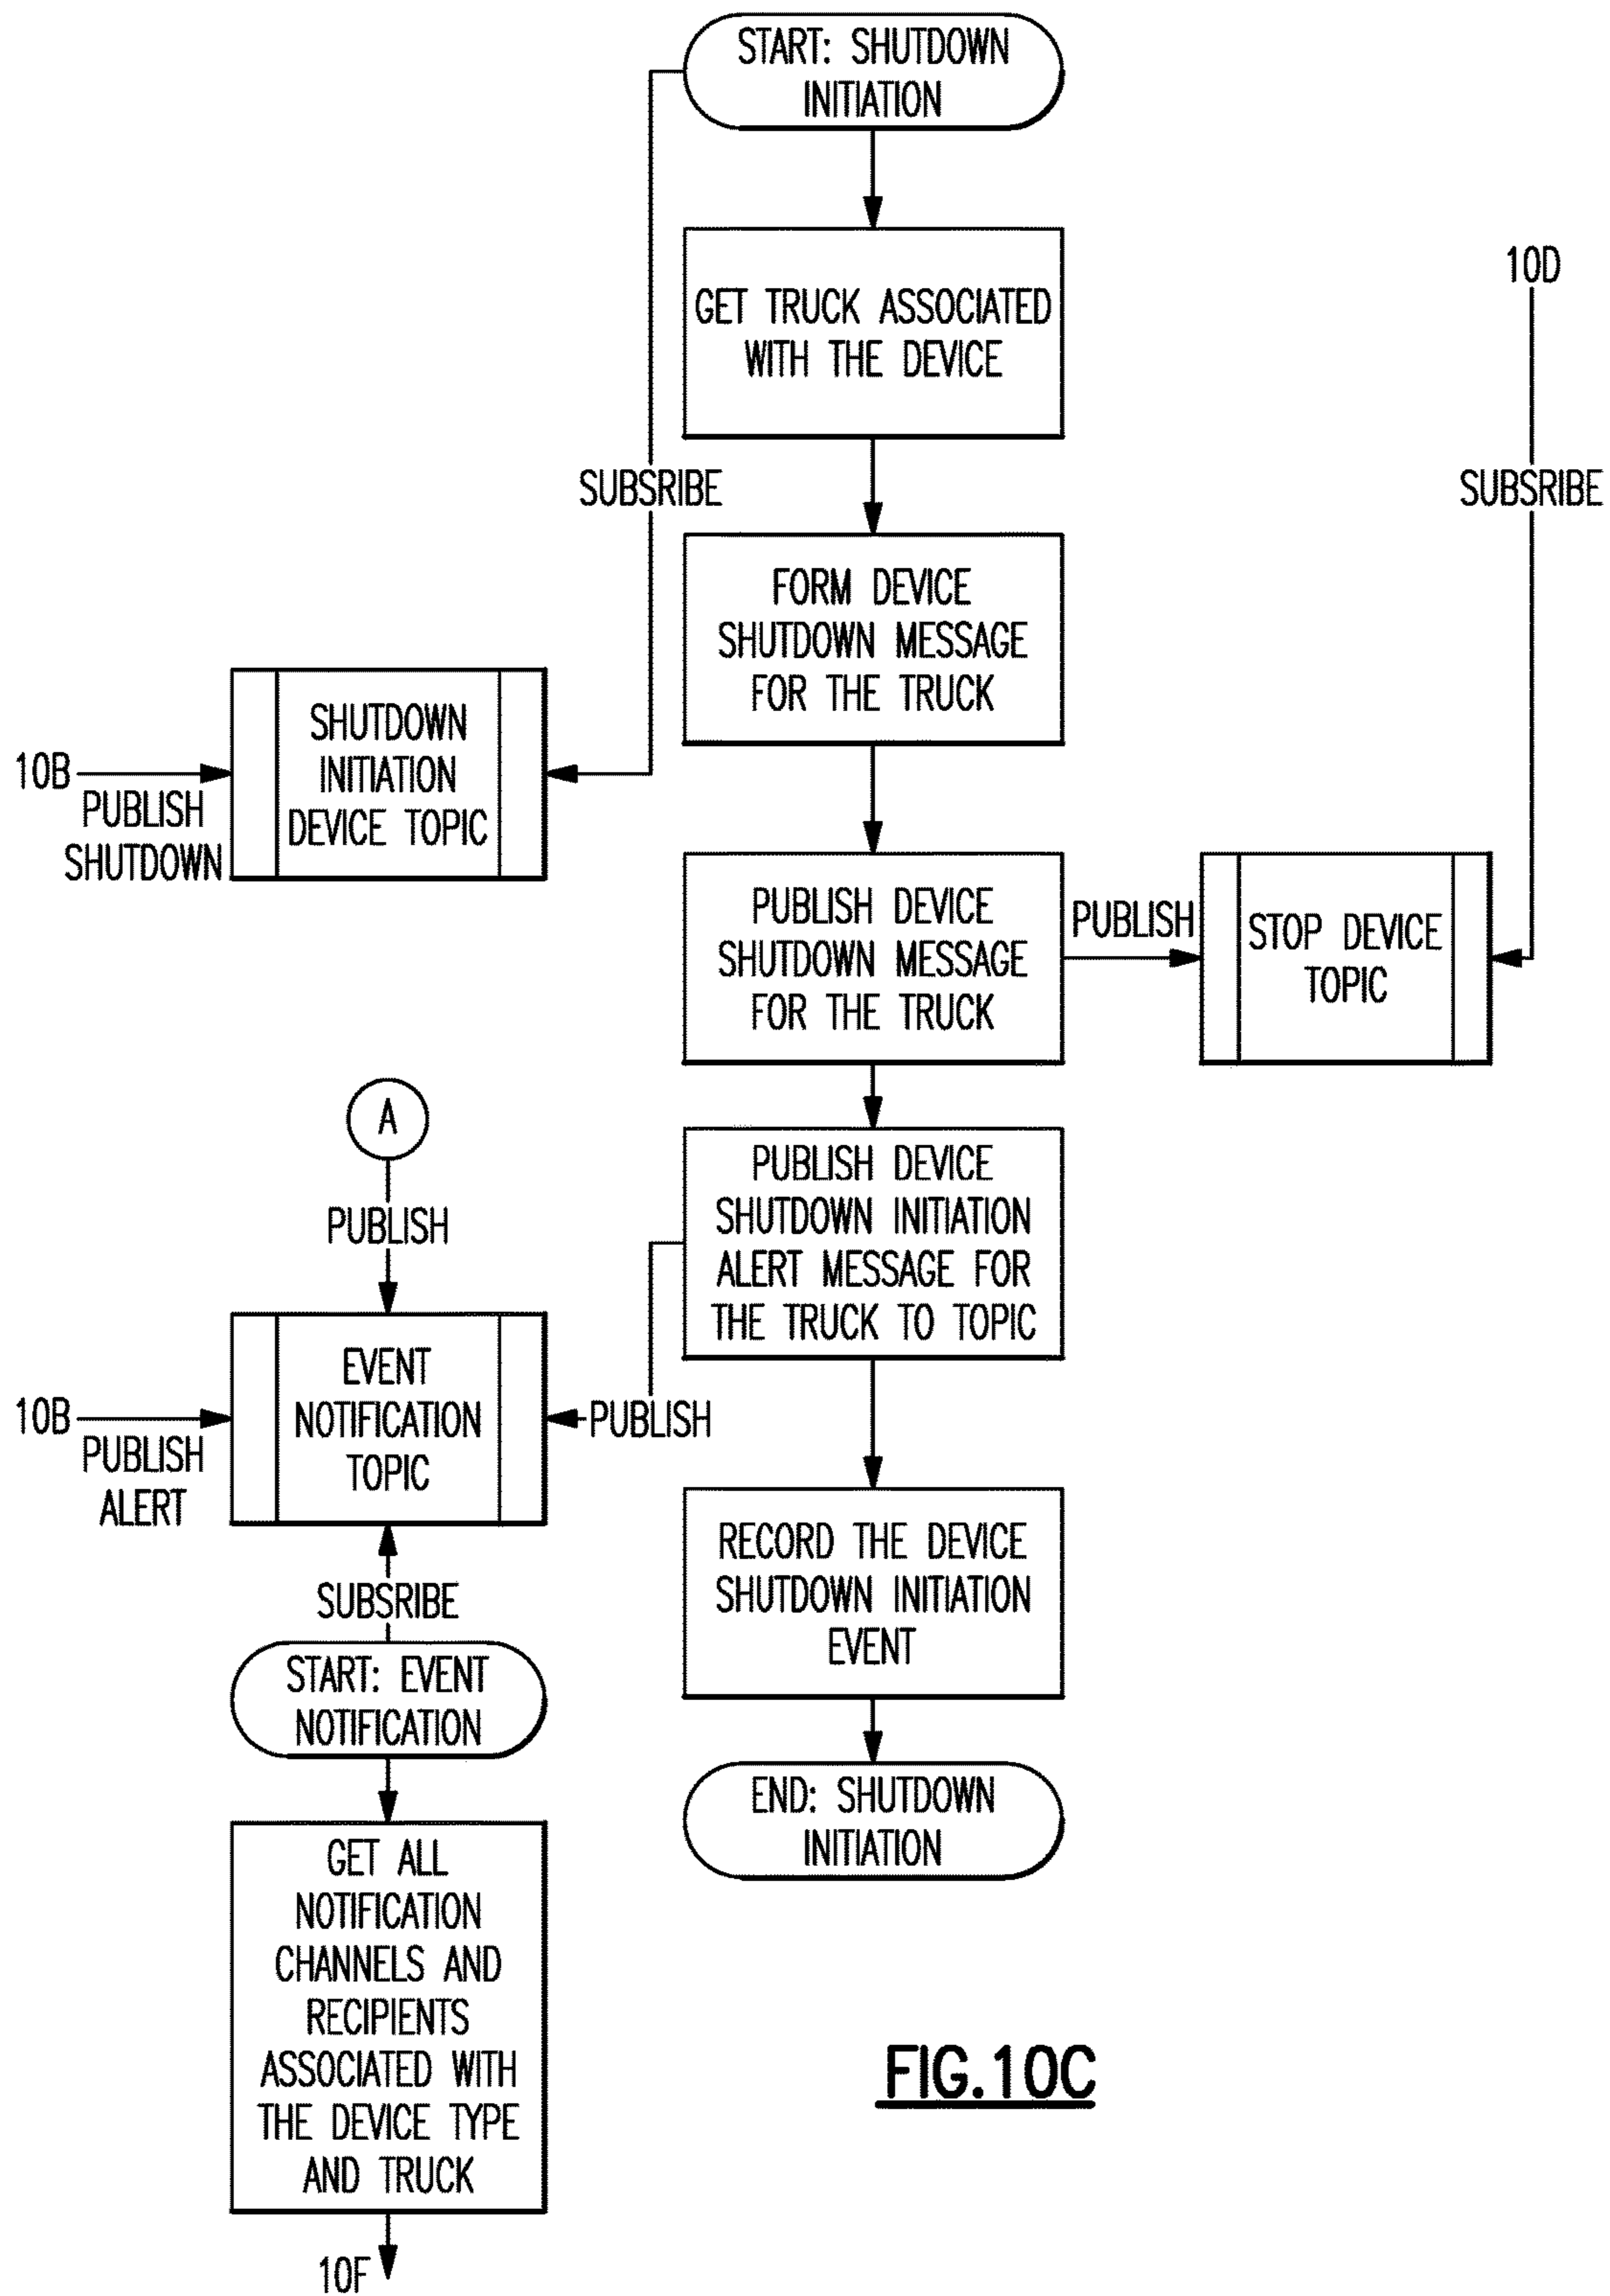 START: SHUTDOWN
INITIATION
GET TRUCK ASSOCIATED
WITH THE DEVICE
10D
SUBSRIBE
SUBSRIBE
FORM DEVICE
SHUTDOWN MESSAGE
FOR THE TRUCK
SHUTDOWN
INITIATION
DEVICE TOPIC
10B
PUBLISH
SHUTDOWN
PUBLISH DEVICE
SHUTDOWN MESSAGE
FOR THE TRUCK
PUBLISH
STOP DEVICE
TOPIC
A
PUBLISH
PUBLISH DEVICE
SHUTDOWN INITIATION
ALERT MESSAGE FOR
THE TRUCK TO TOPIC
EVENT
NOTIFICATION
TOPIC
10B
PUBLISH
ALERT
PUBLISH
SUBSRIBE
RECORD THE DEVICE
SHUTDOWN INITIATION
EVENT
START: EVENT
NOTIFICATION
END: SHUTDOWN
INITIATION
GET ALL
NOTIFICATION
CHANNELS AND
RECIPIENTS
ASSOCIATED WITH
THE DEVICE TYPE
AND TRUCK
10F
FIG.10C